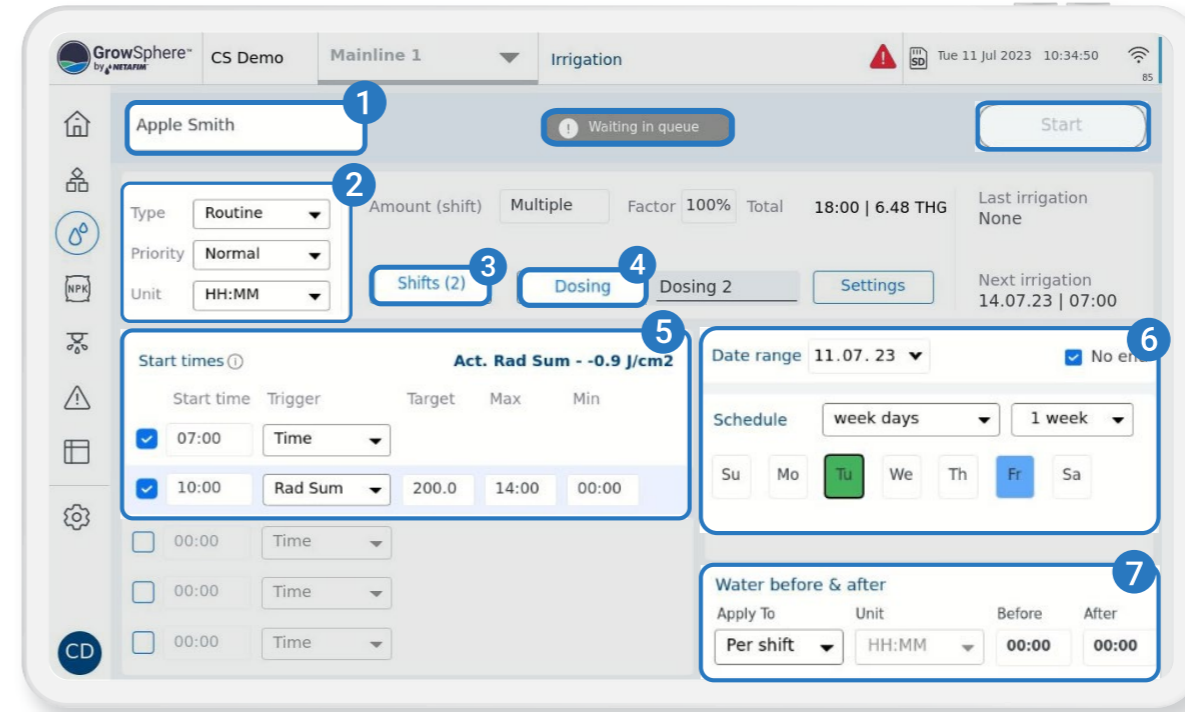 GrowSphere™
by NETAFIM™
CS Demo
Mainline 1
Irrigation
SD
Tue 11 Jul 2023 10:34:50
85
1
Apple Smith
! Waiting in queue
Start
2
Type Routine
Priority Normal
Unit HH:MM
Amount (shift) Multiple Factor 100% Total 18:00 | 6.48 THG
Last irrigation
None
3
Shifts (2)
4
Dosing
Dosing 2
Settings
Next irrigation
14.07.23 | 07:00
NPK
5
Start times Act. Rad Sum - -0.9 J/cm2
Start time Trigger Target Max Min
07:00 Time
10:00 Rad Sum 200.0 14:00 00:00
00:00 Time
00:00 Time
00:00 Time
6
Date range 11.07. 23 No en
Schedule week days 1 week
Su Mo Tu We Th Fr Sa
7
Water before & after
Apply To Unit Before After
Per shift HH:MM 00:00 00:00
CD